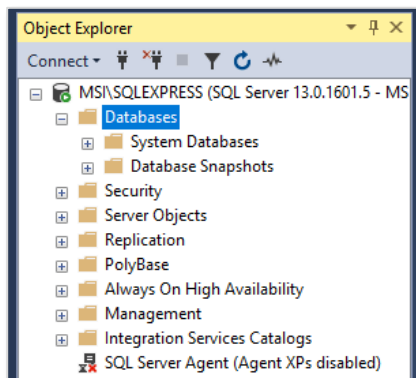 Object Explorer
Connect
MSI\SQLEXPRESS (SQL Server 13.0.1601.5 - MS
Databases
System Databases
Database Snapshots
Security
Server Objects
Replication
PolyBase
Always On High Availability
Management
Integration Services Catalogs
SQL Server Agent (Agent XPs disabled)